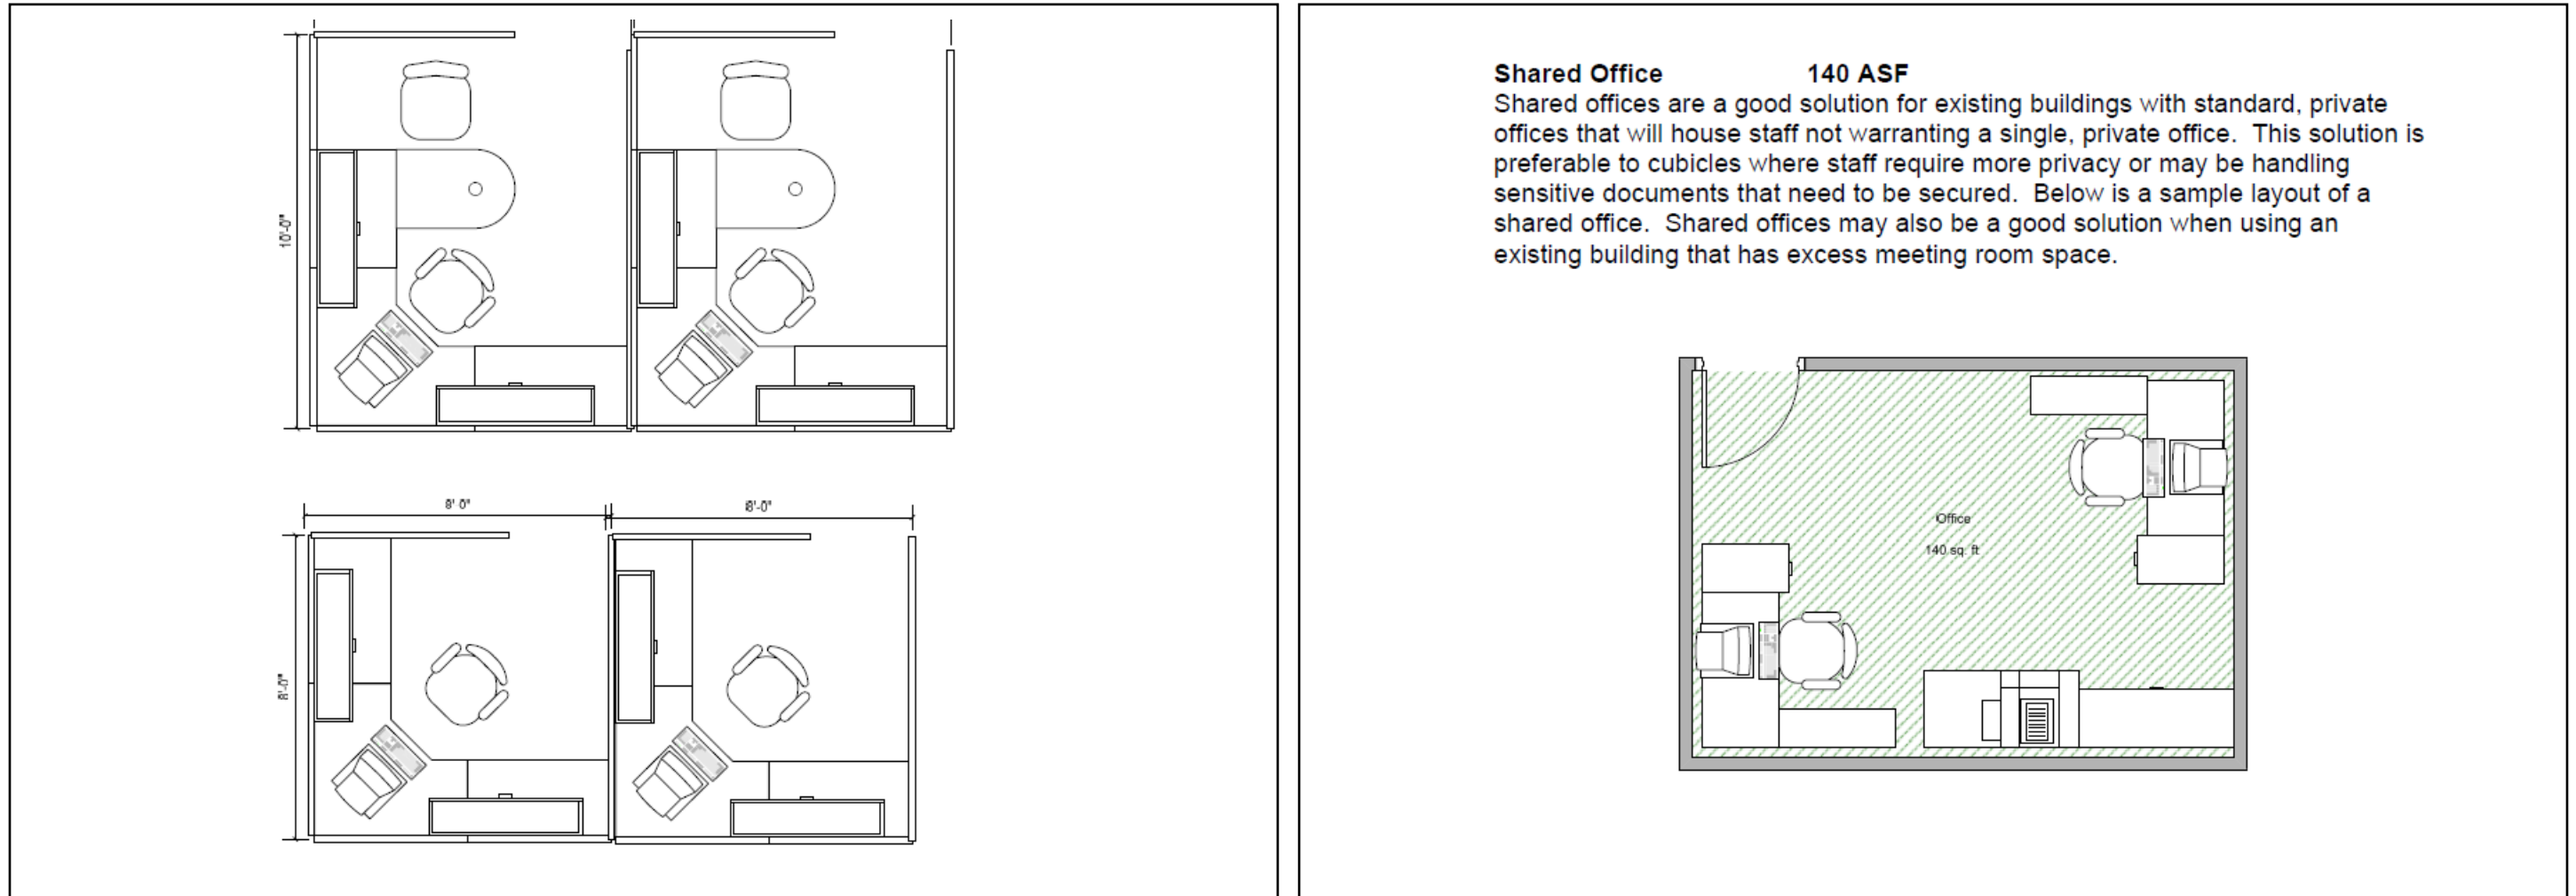 10'-0"
8'-0"
8'-0"
8'-0"
Shared Office 140 ASF
Shared offices are a good solution for existing buildings with standard, private
offices that will house staff not warranting a single, private office. This solution is
preferable to cubicles where staff require more privacy or may be handling
sensitive documents that need to be secured. Below is a sample layout of a
shared office. Shared offices may also be a good solution when using an
existing building that has excess meeting room space.
Office
140 sq. ft